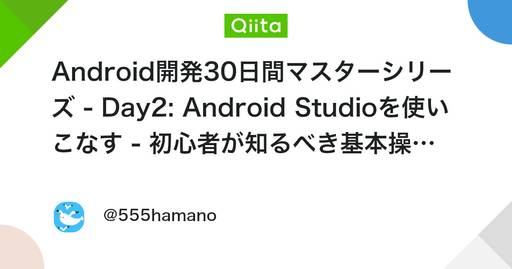 Qiita
Android開発30日間マスターシリー
ズ - Day2: Android Studioを使い
こなす - 初心者が知るべき基本操…
@555hamano